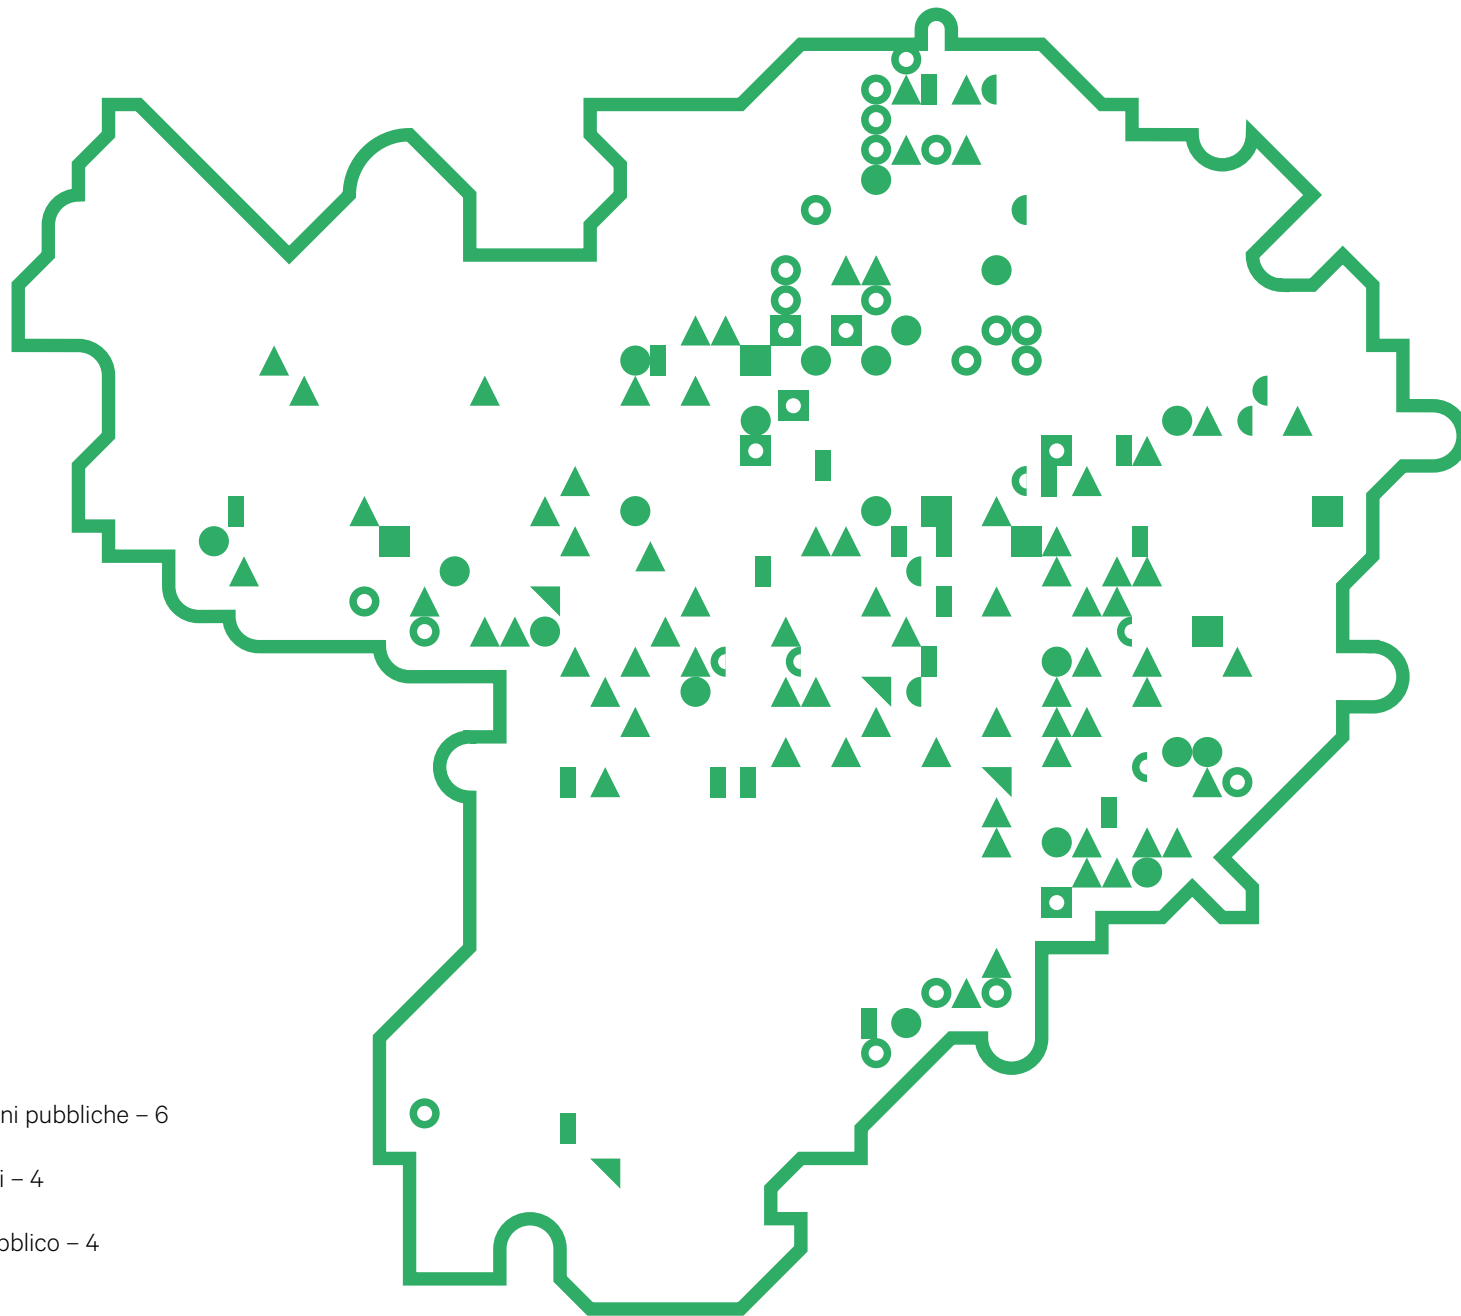 ni pubbliche – 6
i – 4
bblico – 4